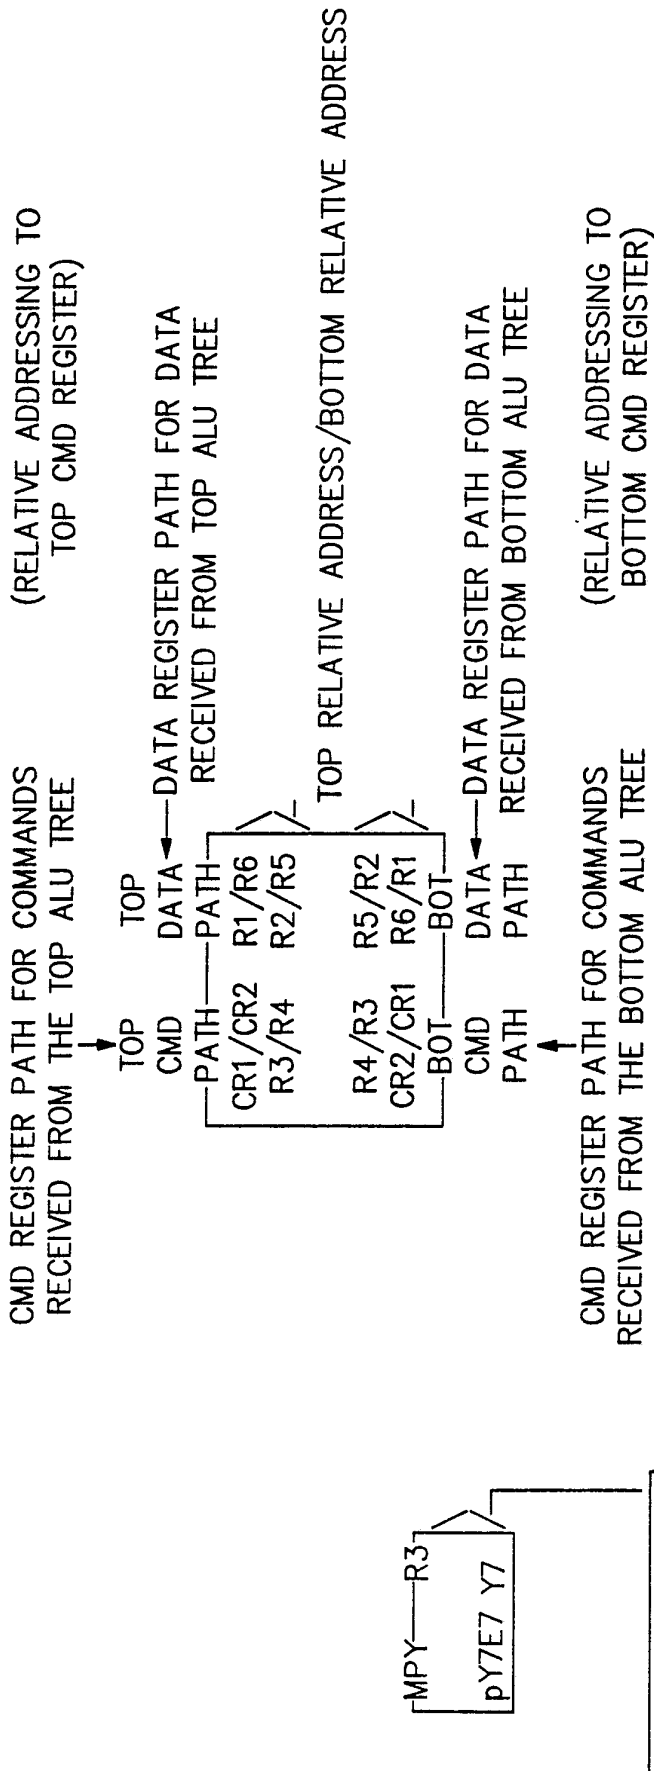 CMD REGISTER PATH FOR COMMANDS
RECEIVED FROM THE TOP ALU TREE
(RELATIVE ADDRESSING TO
TOP CMD REGISTER)
TOP TOP
CMD DATA
PATH PATH
DATA REGISTER PATH FOR DATA
RECEIVED FROM TOP ALU TREE
CR1/CR2 R1/R6
R3/R4 R2/R5
TOP RELATIVE ADDRESS/BOTTOM RELATIVE ADDRESS
R4/R3 R5/R2
CR2/CR1 R6/R1
BOT BOT
CMD DATA
PATH PATH
DATA REGISTER PATH FOR DATA
RECEIVED FROM BOTTOM ALU TREE
CMD REGISTER PATH FOR COMMANDS
RECEIVED FROM THE BOTTOM ALU TREE
(RELATIVE ADDRESSING TO
BOTTOM CMD REGISTER)
MPY R3
pY7E7 Y7